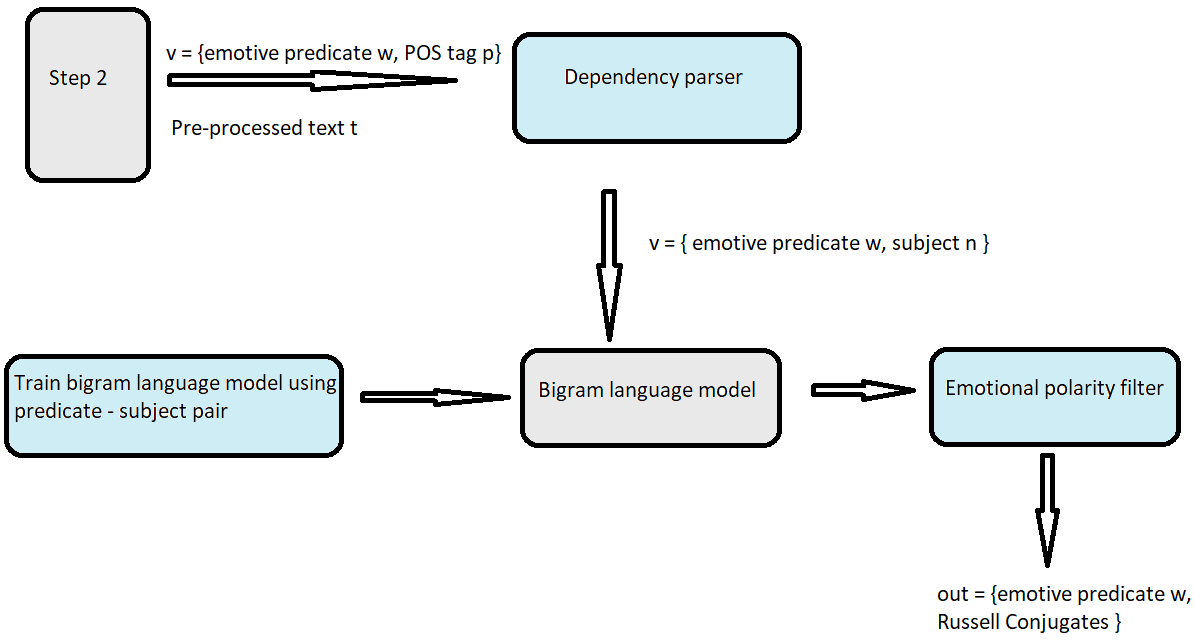 Step 2
v = {emotive predicate w, POS tag p}
Pre-processed text t
Dependency parser
v = { emotive predicate w, subject n }
Train bigram language model using
predicate - subject pair
Bigram language model
Emotional polarity filter
out = {emotive predicate w,
Russell Conjugates }